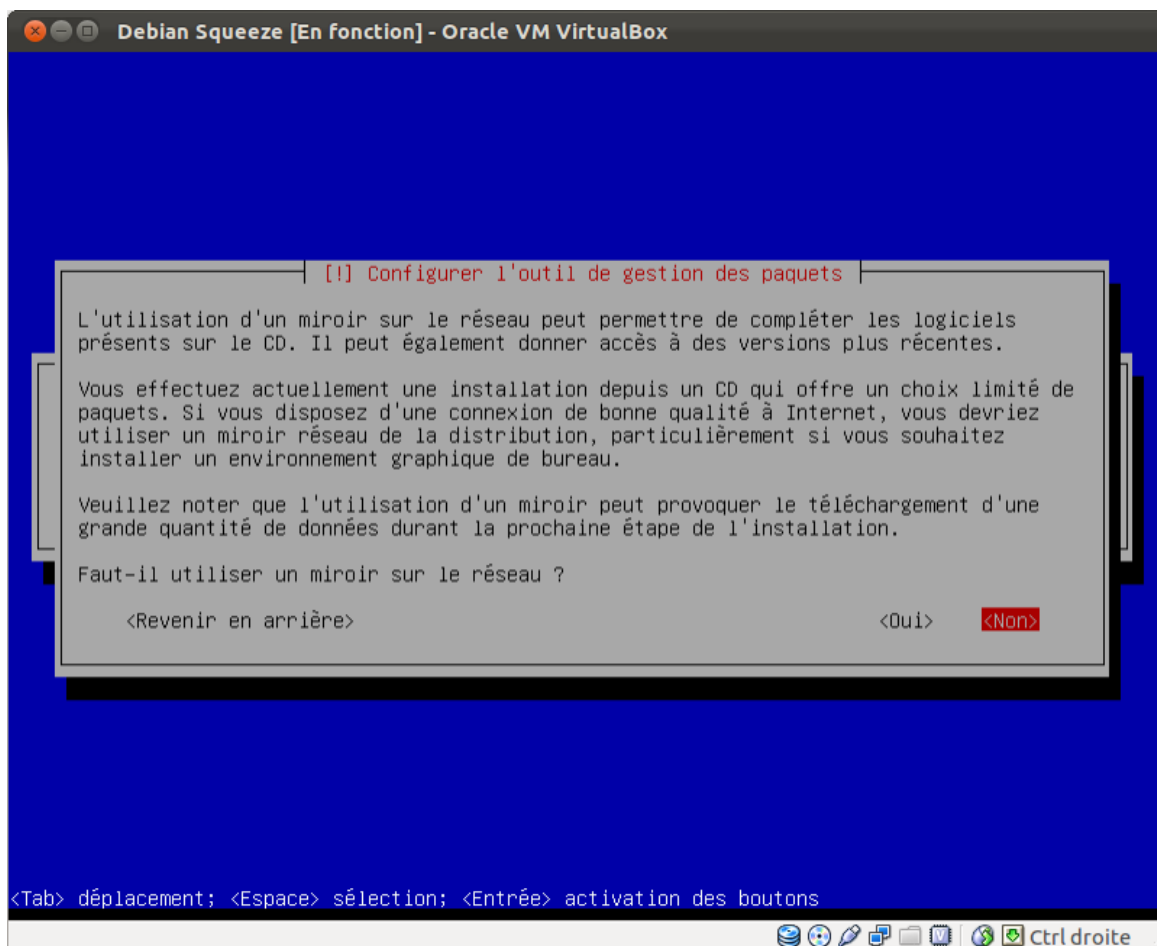 Debian Squeeze [En fonction] - Oracle VM VirtualBox
[!] Configurer l'outil de gestion des paquets
L'utilisation d'un miroir sur le réseau peut permettre de compléter les logiciels
présents sur le CD. Il peut également donner accès à des versions plus récentes.
Vous effectuez actuellement une installation depuis un CD qui offre un choix limité de
paquets. Si vous disposez d'une connexion de bonne qualité à Internet, vous devriez
utiliser un miroir réseau de la distribution, particulièrement si vous souhaitez
installer un environnement graphique de bureau.
Veuillez noter que l'utilisation d'un miroir peut provoquer le téléchargement d'une
grande quantité de données durant la prochaine étape de l'installation.
Faut-il utiliser un miroir sur le réseau ?
<Revenir en arrière> <Oui> <Non>
<Tab> déplacement; <Espace> sélection; <Entrée> activation des boutons
Ctrl droite